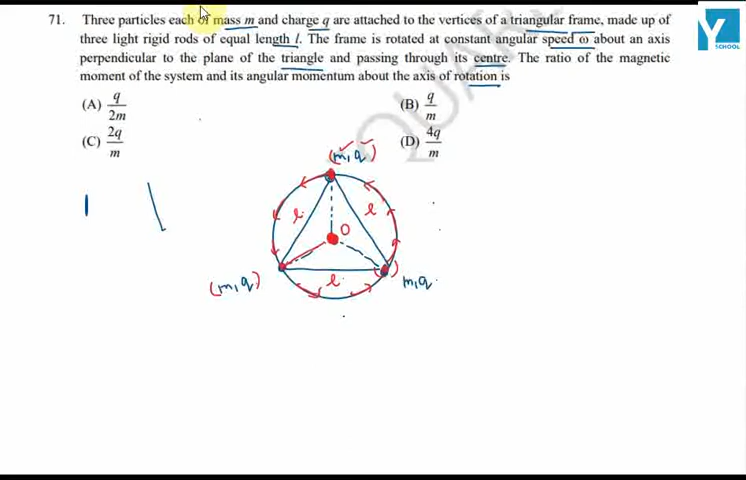 71. Three particles each of mass m and charge q are attached to the vertices of a triangular frame, made up of
three light rigid rods of equal length l. The frame is rotated at constant angular speed ω about an axis
perpendicular to the plane of the triangle and passing through its centre. The ratio of the magnetic
moment of the system and its angular momentum about the axis of rotation is
(A) q/2m (B) q/m
(C) 2q/m (D) 4q/m
(m,q)
l l
O
(m,q) l m,q
Y
SCHOOL
QUARD